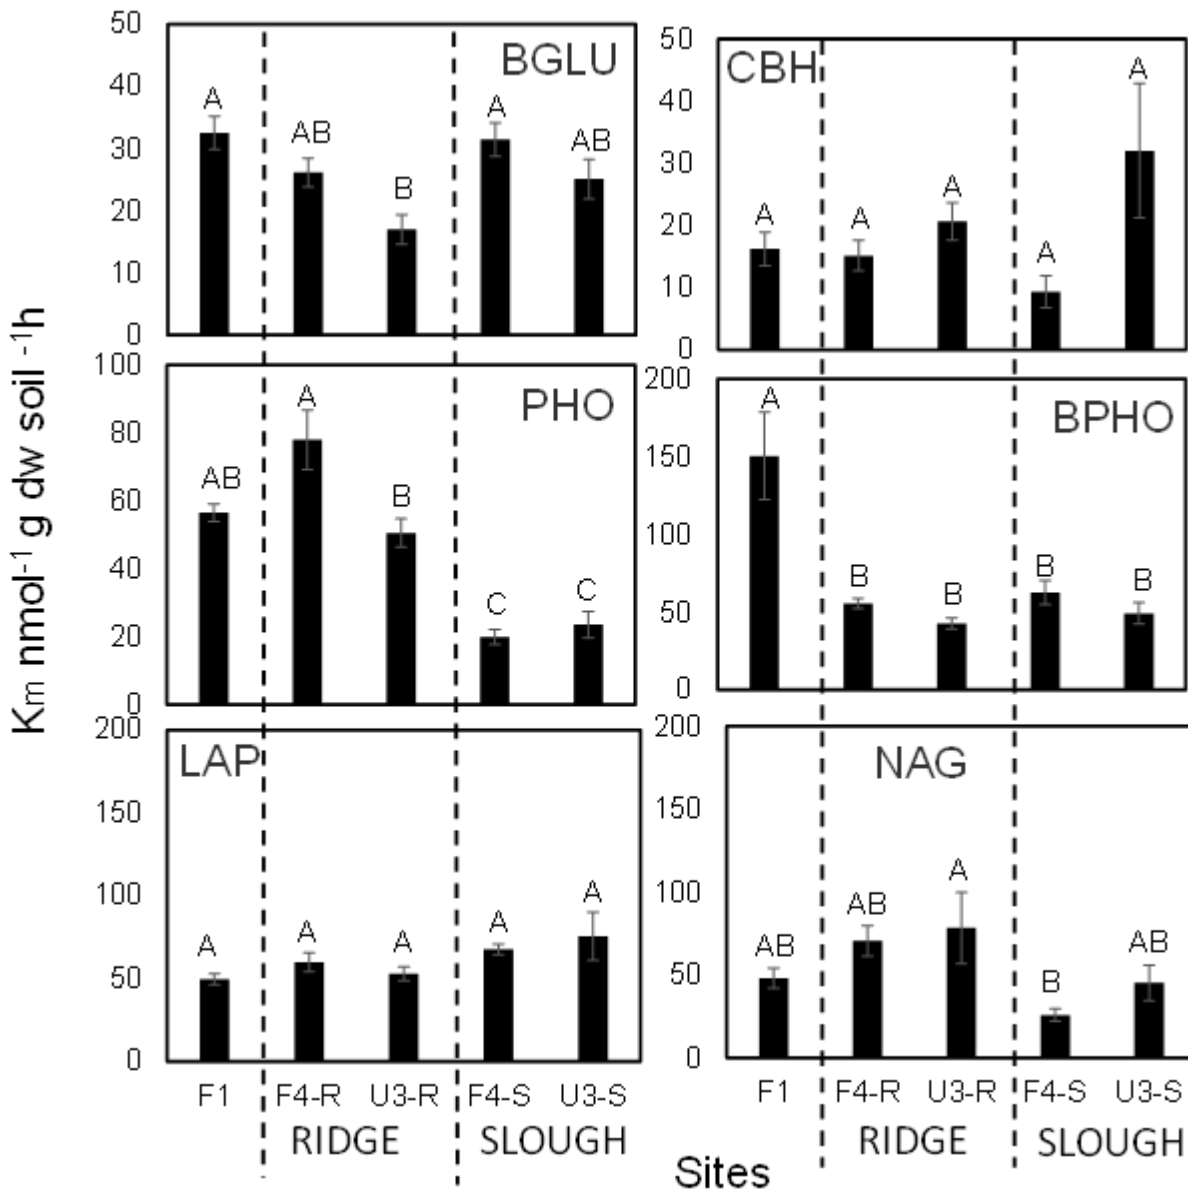 Km nmol-1 g dw soil -1h
BGLU
50
40
30
20
10
0
A
AB
B
A
AB
CBH
50
40
30
20
10
0
A
A
A
A
A
PHO
100
80
60
40
20
0
AB
A
B
C
C
BPHO
200
150
100
50
0
A
B
B
B
B
LAP
200
150
100
50
0
A
A
A
A
A
NAG
200
150
100
50
0
AB
AB
A
B
AB
F1 F4-R U3-R F4-S U3-S
RIDGE SLOUGH
F1 F4-R U3-R F4-S U3-S
RIDGE SLOUGH
Sites